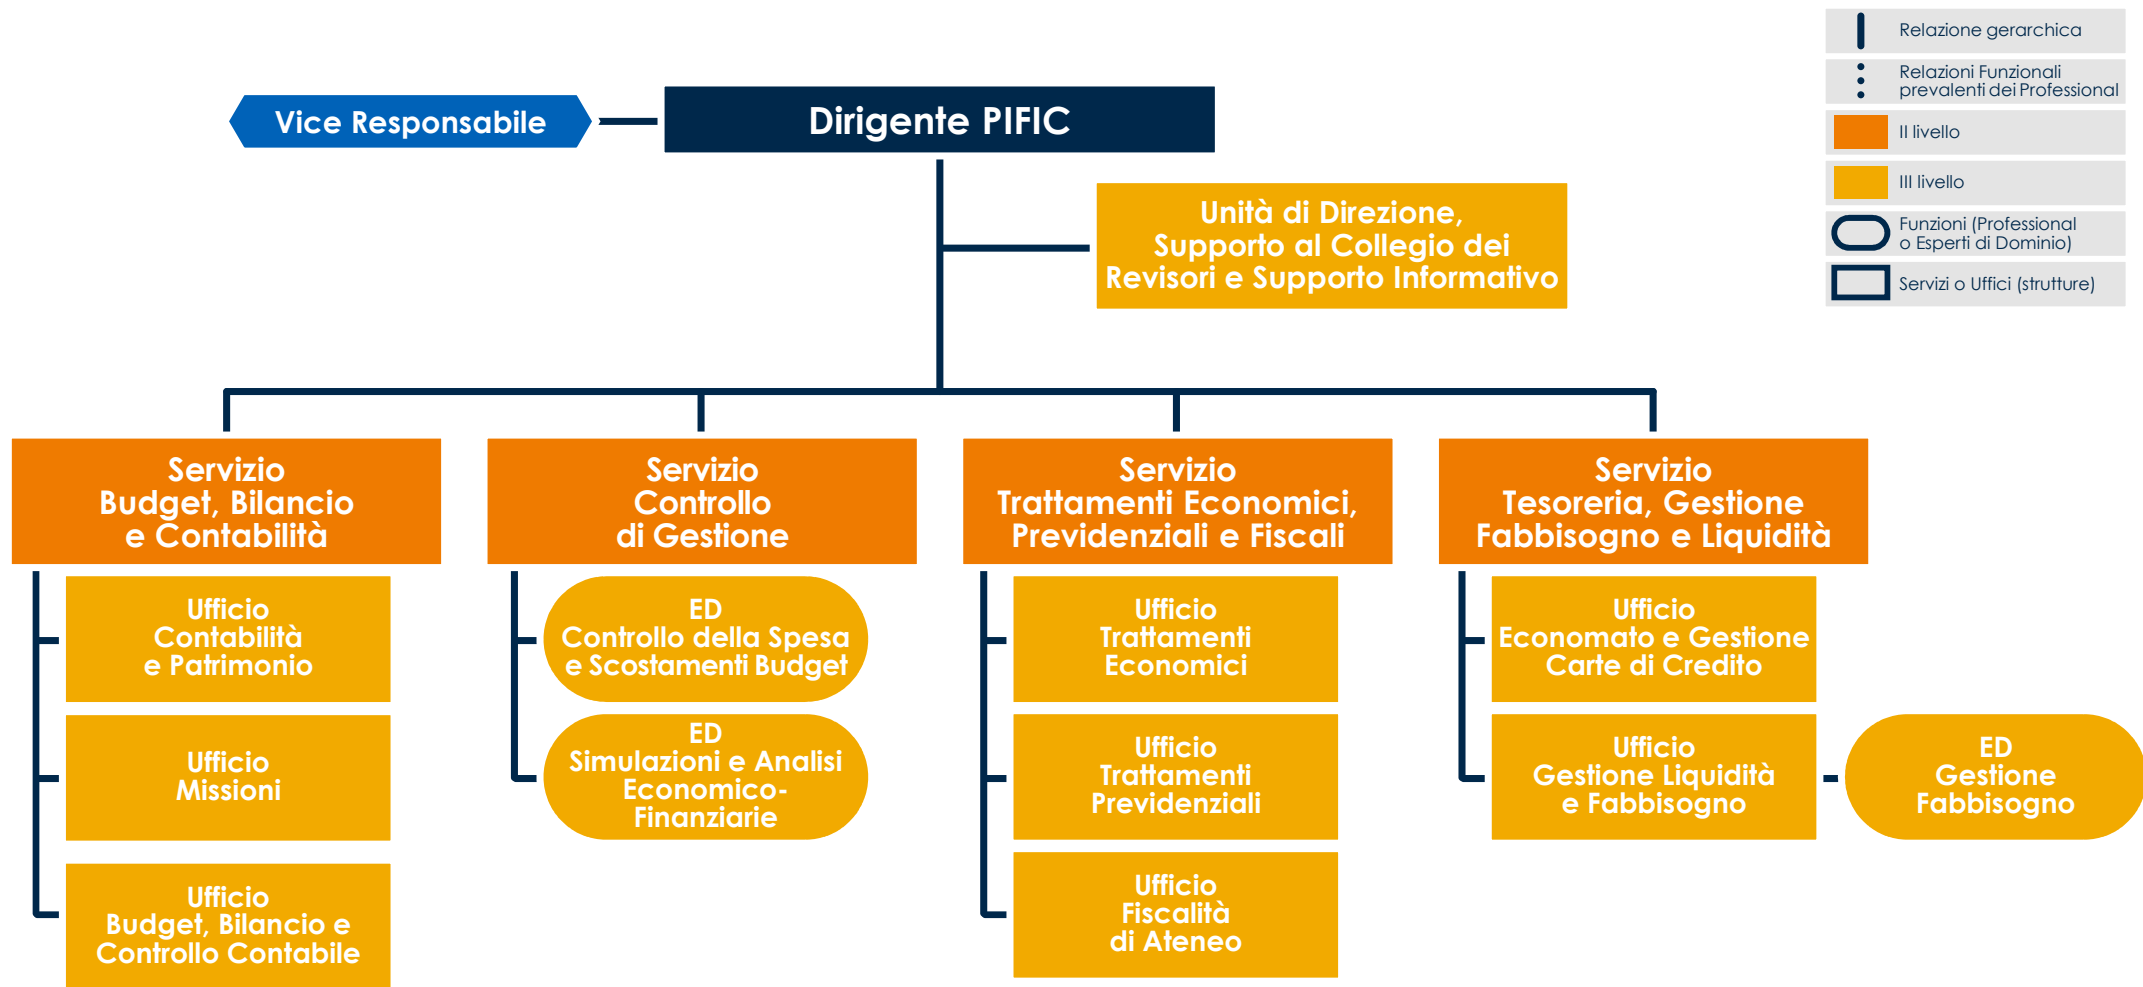 Relazione gerarchica
Relazioni Funzionali
prevalenti dei Professional
II livello
III livello
Funzioni (Professional
o Esperti di Dominio)
Servizi o Uffici (strutture)
Vice Responsabile
Dirigente PIFIC
Unità di Direzione,
Supporto al Collegio dei
Revisori e Supporto Informativo
Servizio
Budget, Bilancio
e Contabilità
Ufficio
Contabilità
e Patrimonio
Ufficio
Missioni
Ufficio
Budget, Bilancio e
Controllo Contabile
Servizio
Controllo
di Gestione
ED
Controllo della Spesa
e Scostamenti Budget
ED
Simulazioni e Analisi
Economico-
Finanziarie
Servizio
Trattamenti Economici,
Previdenziali e Fiscali
Ufficio
Trattamenti
Economici
Ufficio
Trattamenti
Previdenziali
Ufficio
Fiscalità
di Ateneo
Servizio
Tesoreria, Gestione
Fabbisogno e Liquidità
Ufficio
Economato e Gestione
Carte di Credito
Ufficio
Gestione Liquidità
e Fabbisogno
ED
Gestione
Fabbisogno